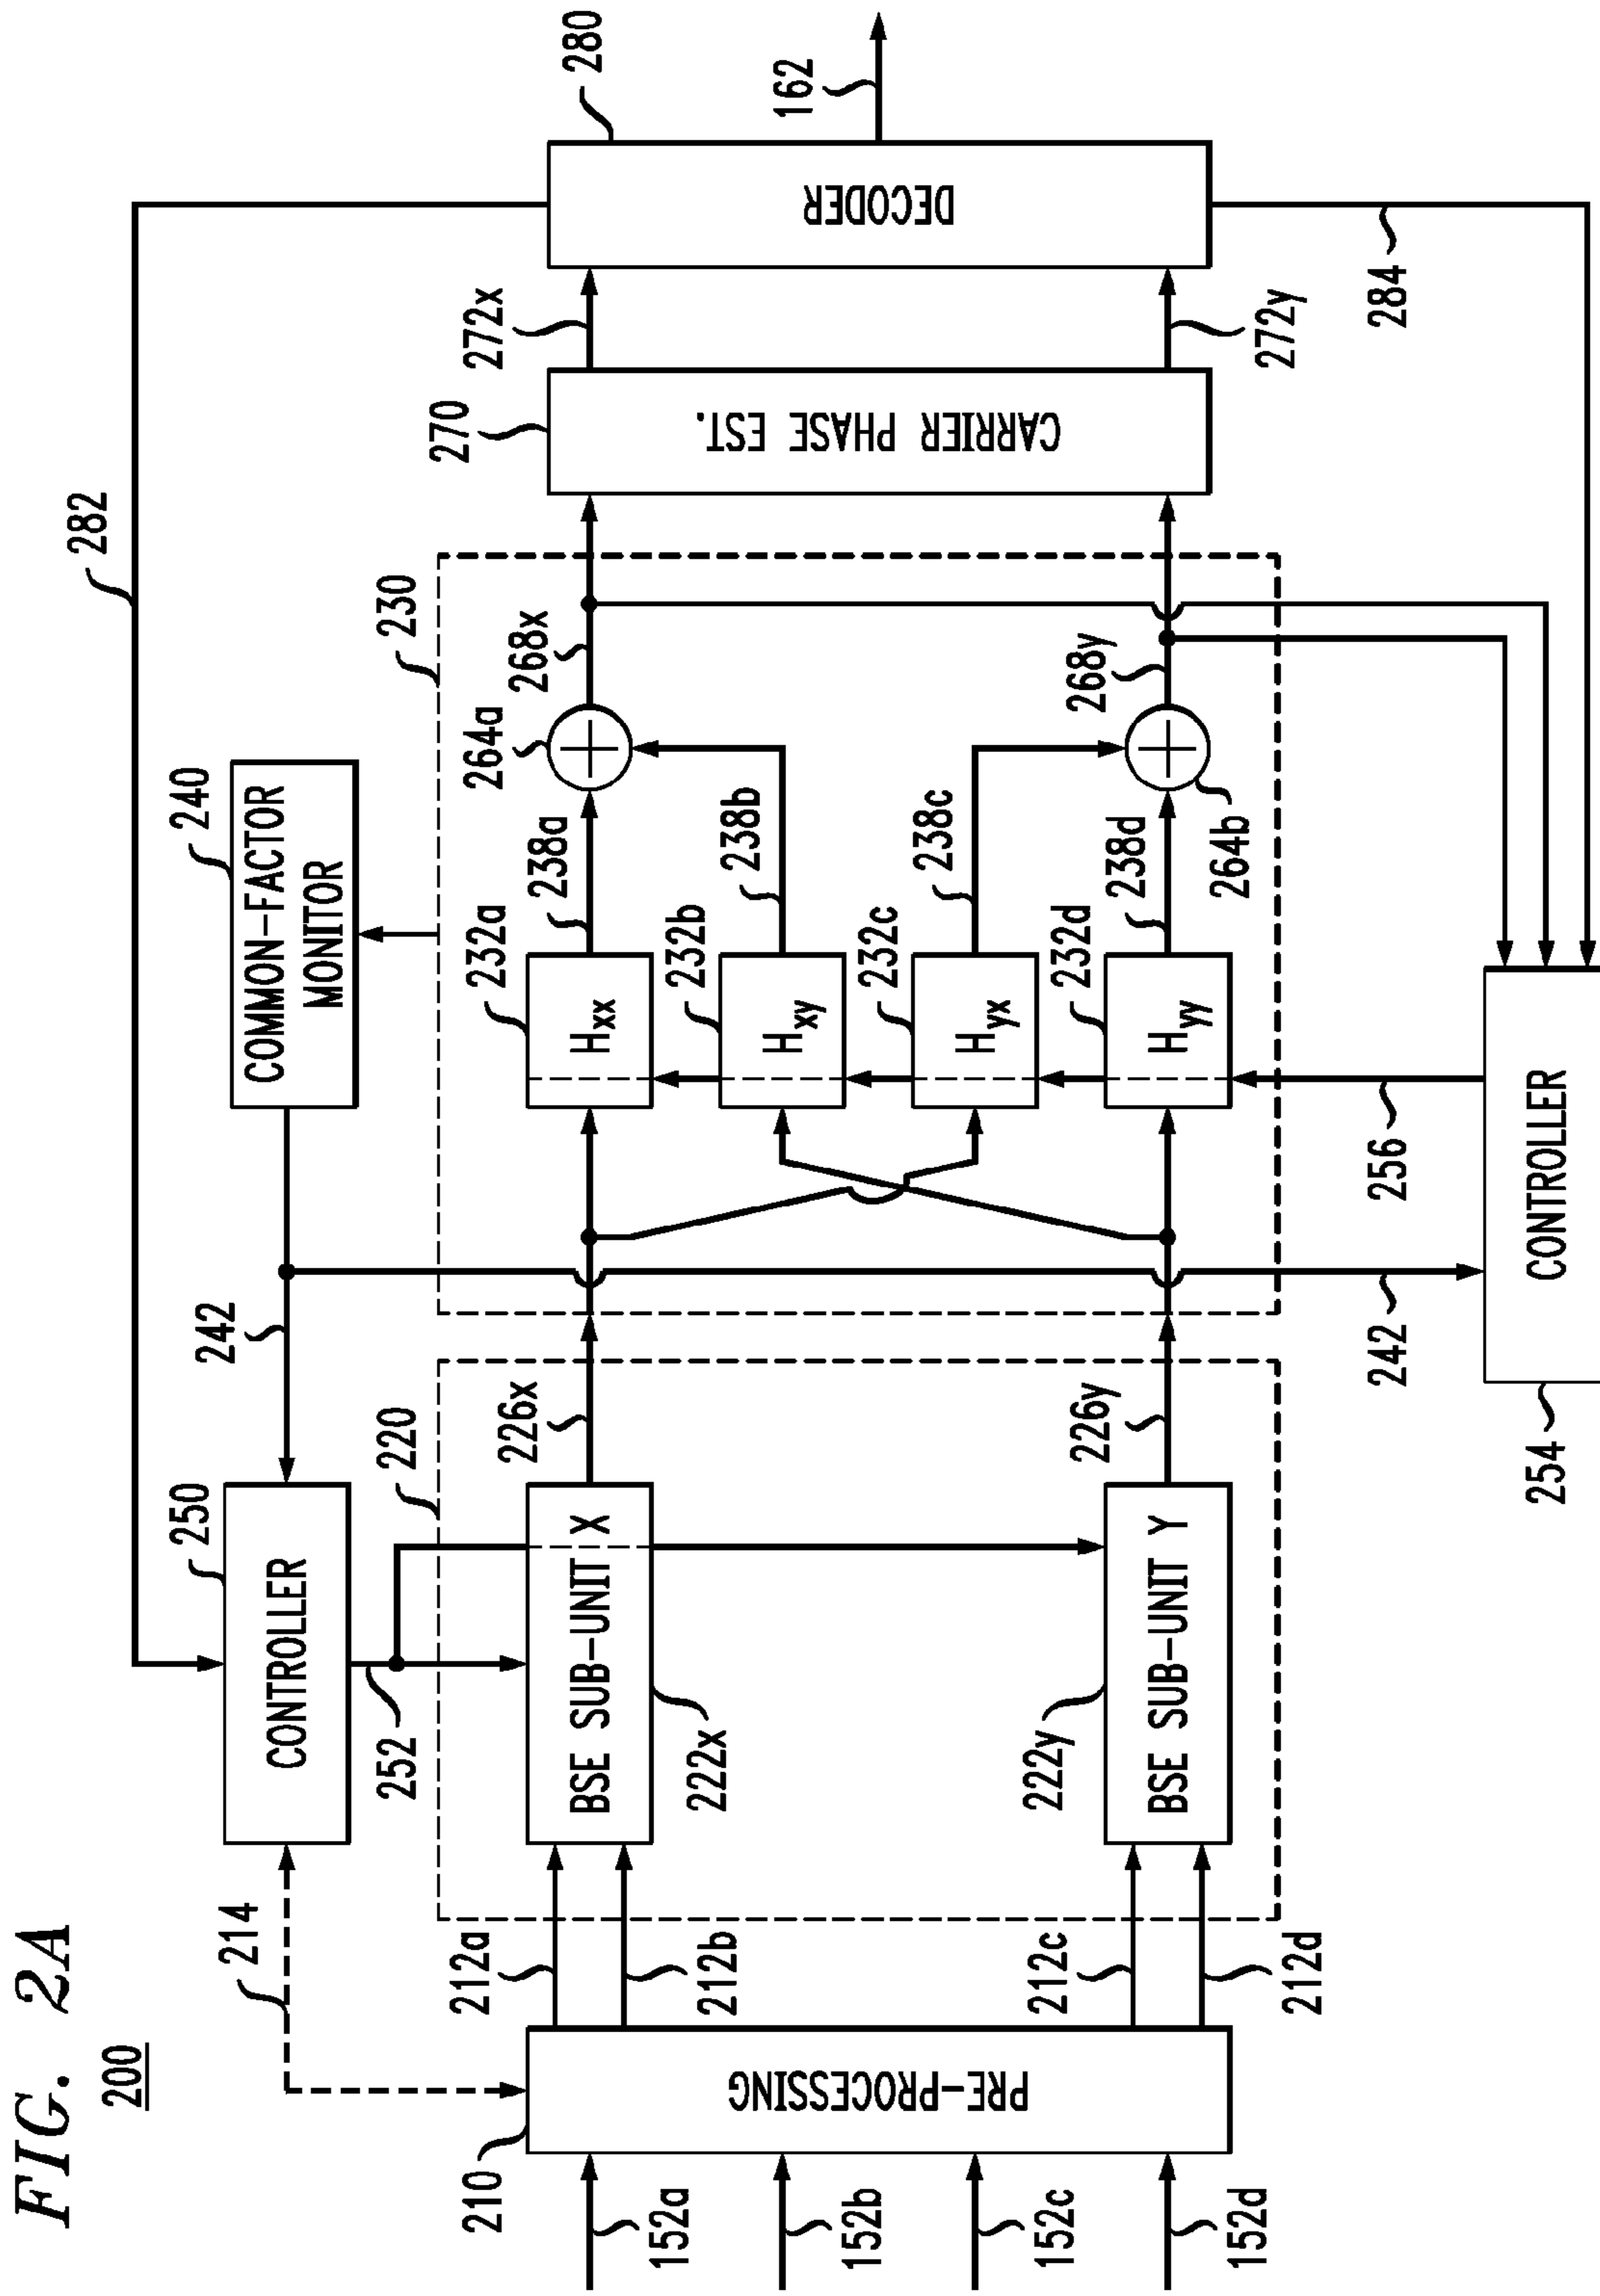 FIG. 2A
200
282
214
250
CONTROLLER
242
240
COMMON-FACTOR
MONITOR
252
220
230
270
280
210
PRE-PROCESSING
152a
152b
152c
152d
212a
212b
212c
212d
BSE SUB-UNIT X
222x
BSE SUB-UNIT Y
222y
226x
226y
232a
Hxx
232b
Hxy
232c
Hyx
232d
Hyy
238a
238b
238c
238d
264a
264b
268x
268y
CARRIER PHASE EST.
272x
272y
DECODER
162
284
256
242
254
CONTROLLER